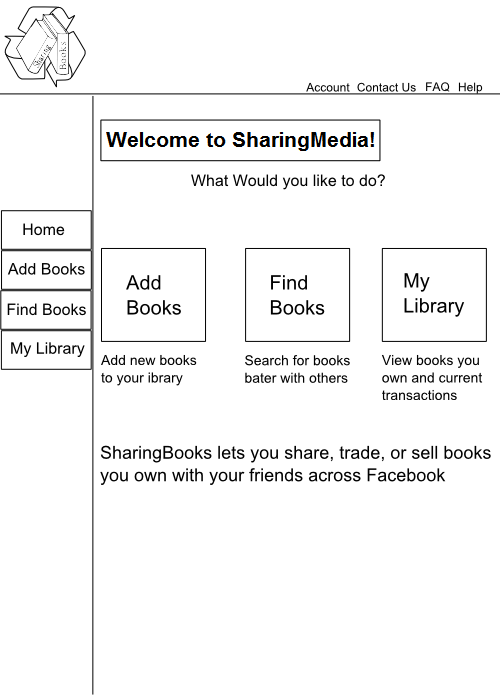 Sharing
Books
Account Contact Us FAQ Help
Welcome to SharingMedia!
What Would you like to do?
Home
Add Books
Find Books
My Library
Add
Books
Find
Books
My
Library
Add new books
to your ibrary
Search for books
bater with others
View books you
own and current
transactions
SharingBooks lets you share, trade, or sell books
you own with your friends across Facebook